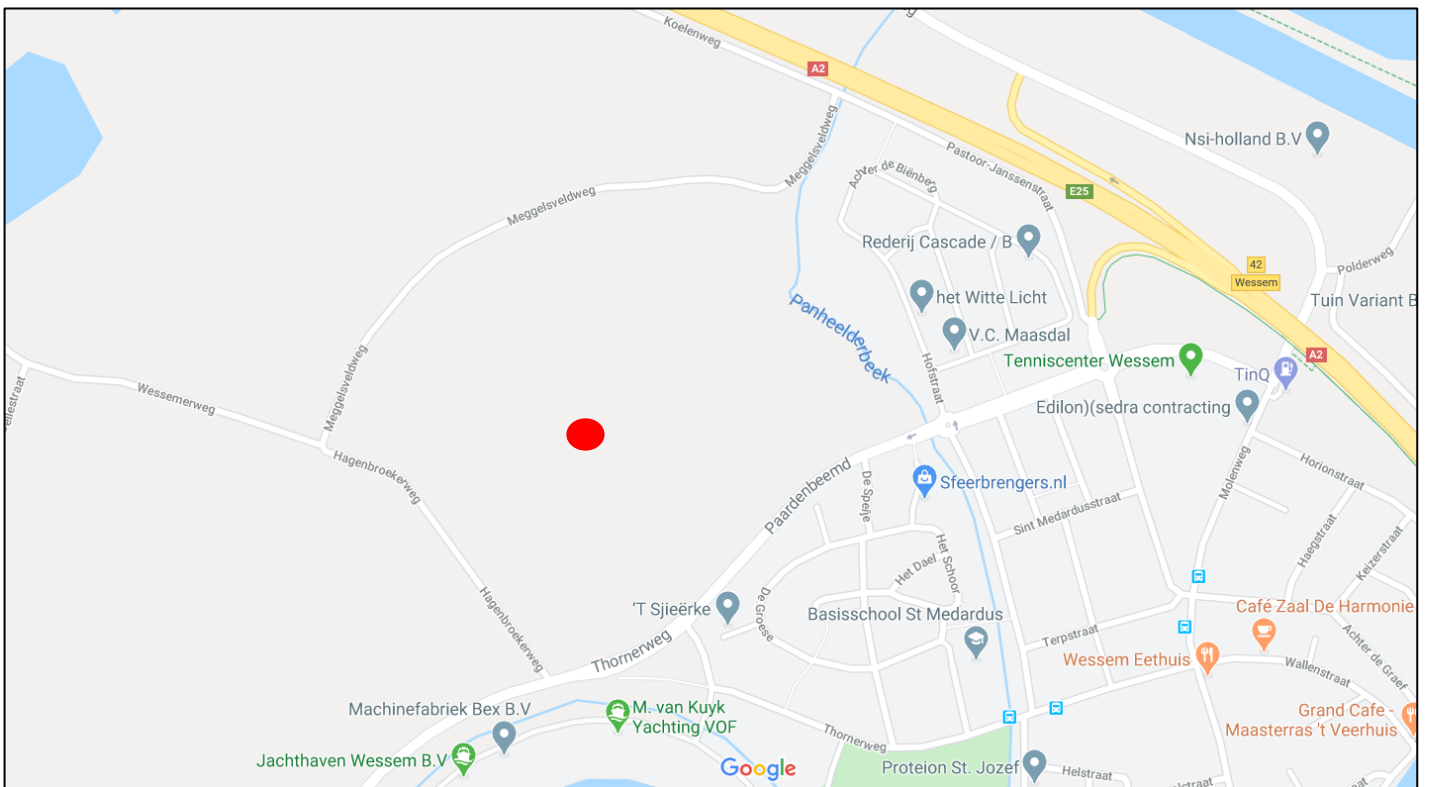 Koelenweg
A2
Meggelsveldweg
Nsi-holland B.V
Pastoor-Janssenstraat
Achter de Biënberg
E25
Meggelsveldweg
Rederij Cascade / B
42
Wessem
Polderweg
het Witte Licht
Tuin Variant B
Panheelderbeek
V.C. Maasdal
A2
Tenniscenter Wessem
TinQ
Hofstraat
Meggelsveldweg
Wessemerweg
Edilon)(sedra contracting
Hagenbroekerweg
Paardenbeemd
De Speije
Sfeerbrengers.nl
Molenweg
Horionstraat
Sint Medardusstraat
Haegstraat
Keizerstraat
Het Dael
Het Schoor
Hagenbroekerweg
De Groese
'T Sjieërke
Basisschool St Medardus
Café Zaal De Harmonie
Thornerweg
Terpstraat
Achter de Graef
Wessem Eethuis
Wallenstraat
Machinefabriek Bex B.V
M. van Kuyk
Yachting VOF
Grand Cafe -
Maasterras 't Veerhuis
Thornerweg
Jachthaven Wessem B.V
Google
Proteion St. Jozef
Helstraat